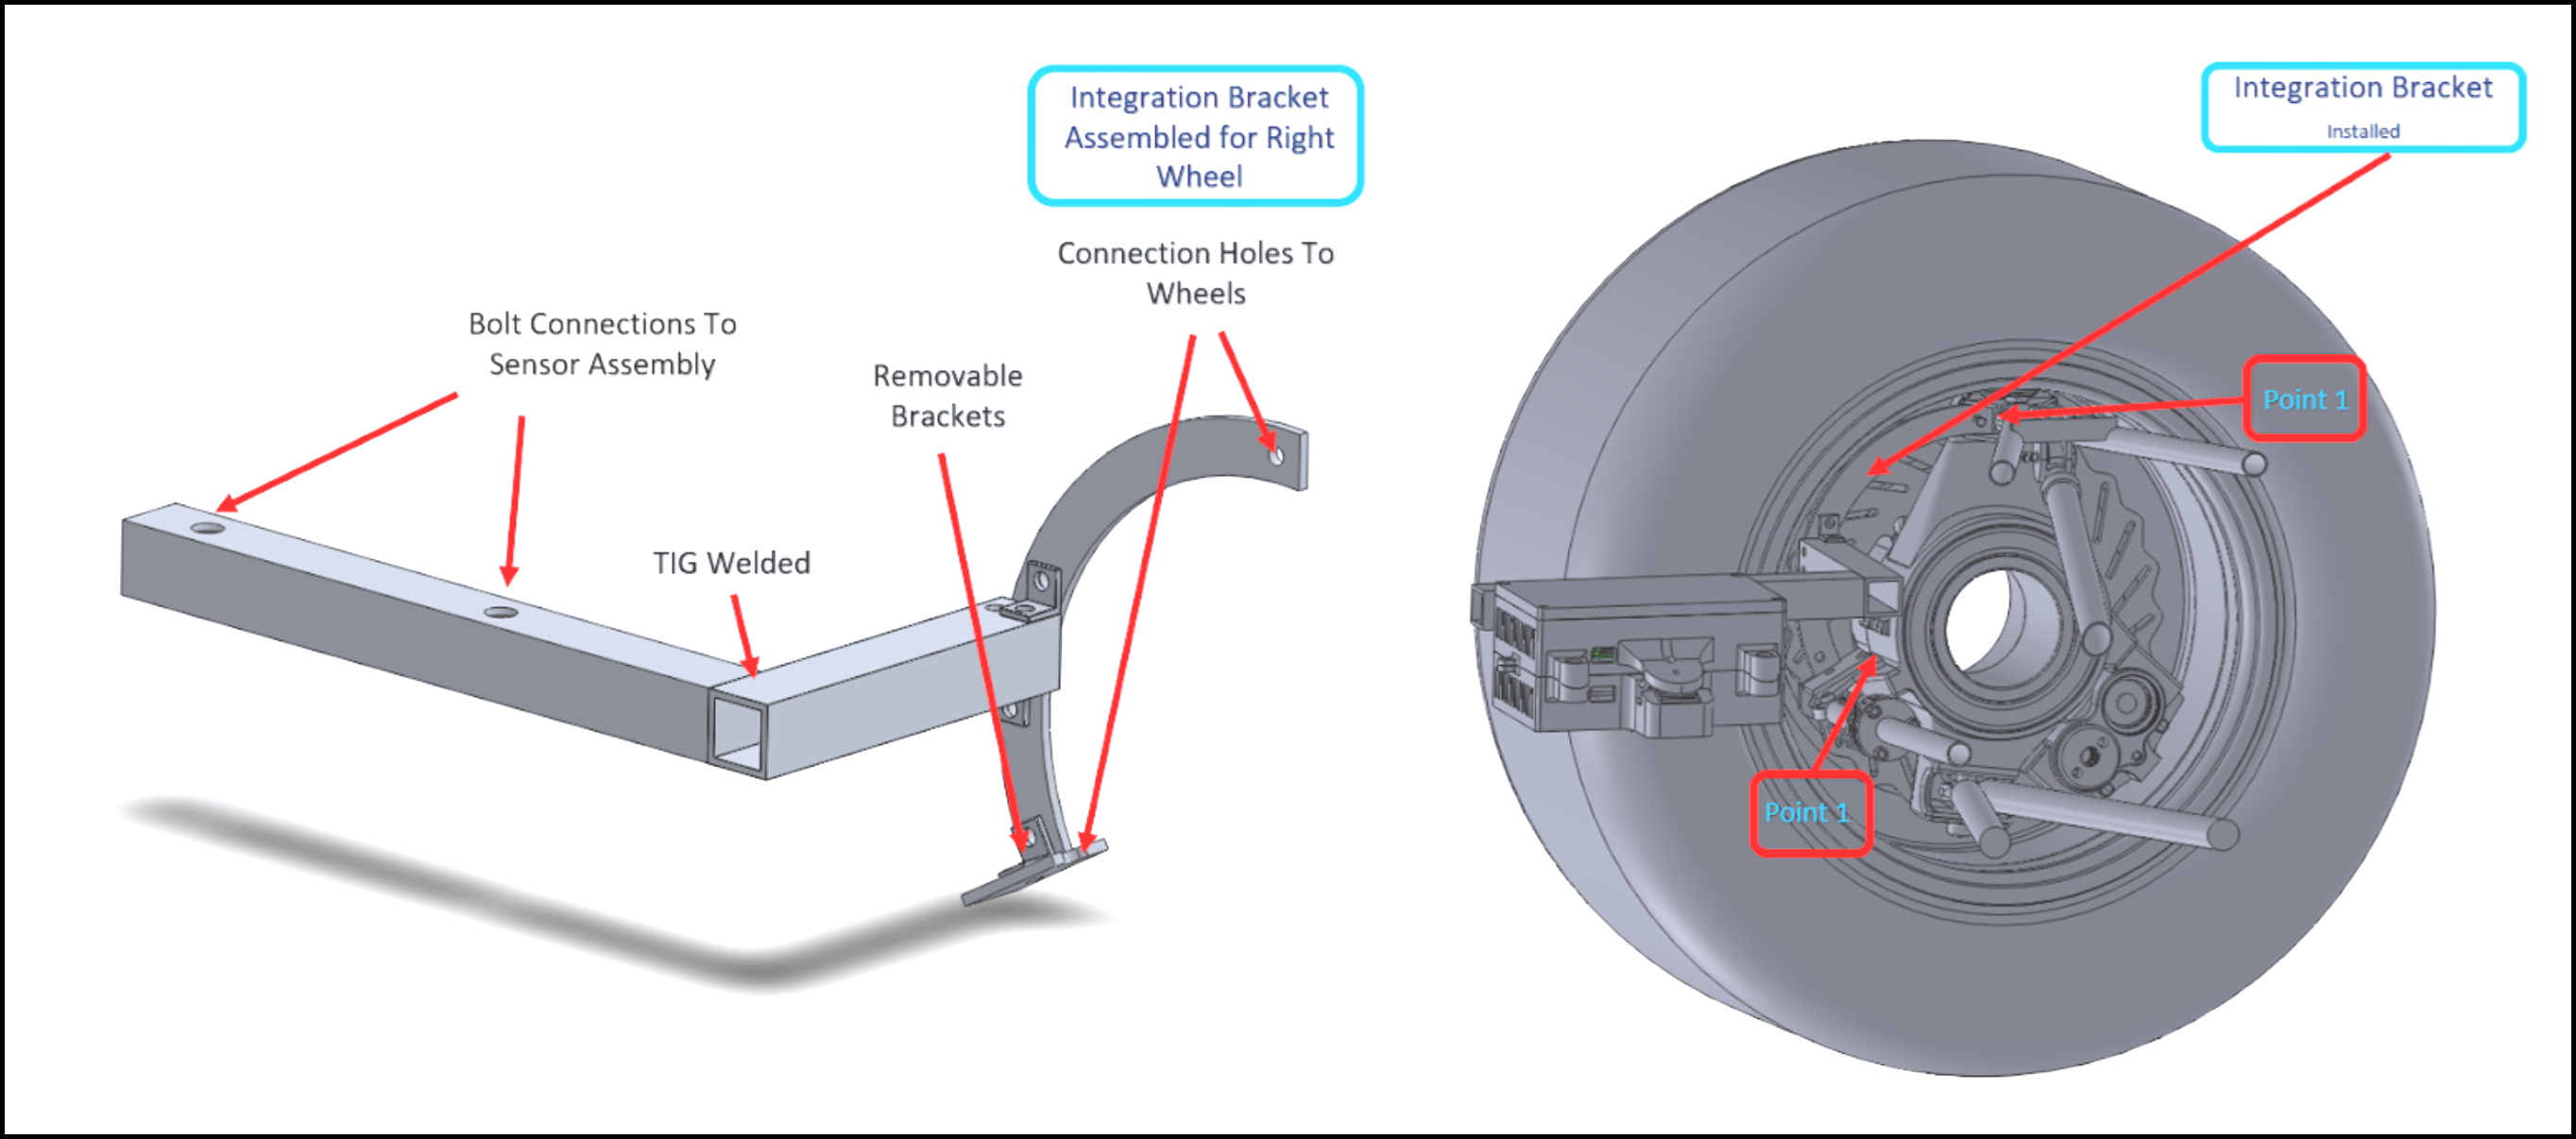 Integration Bracket
Assembled for Right
Wheel
Connection Holes To
Wheels
Bolt Connections To
Sensor Assembly
Removable
Brackets
TIG Welded
Integration Bracket
Installed
Point 1
Point 1